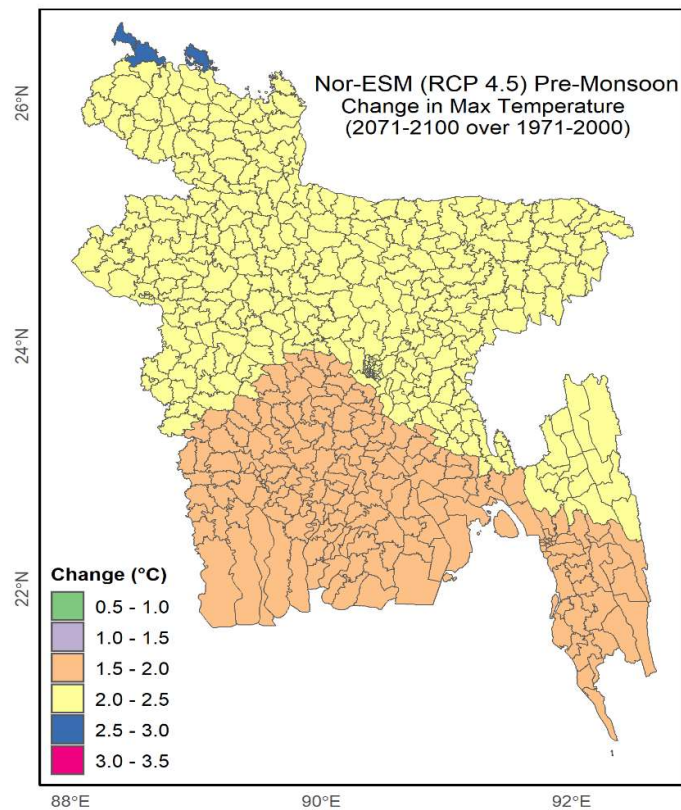 Nor-ESM (RCP 4.5) Pre-Monsoon
Change in Max Temperature
(2071-2100 over 1971-2000)
26°N
24°N
22°N
Change (°C)
0.5 - 1.0
1.0 - 1.5
1.5 - 2.0
2.0 - 2.5
2.5 - 3.0
3.0 - 3.5
88°E
90°E
92°E